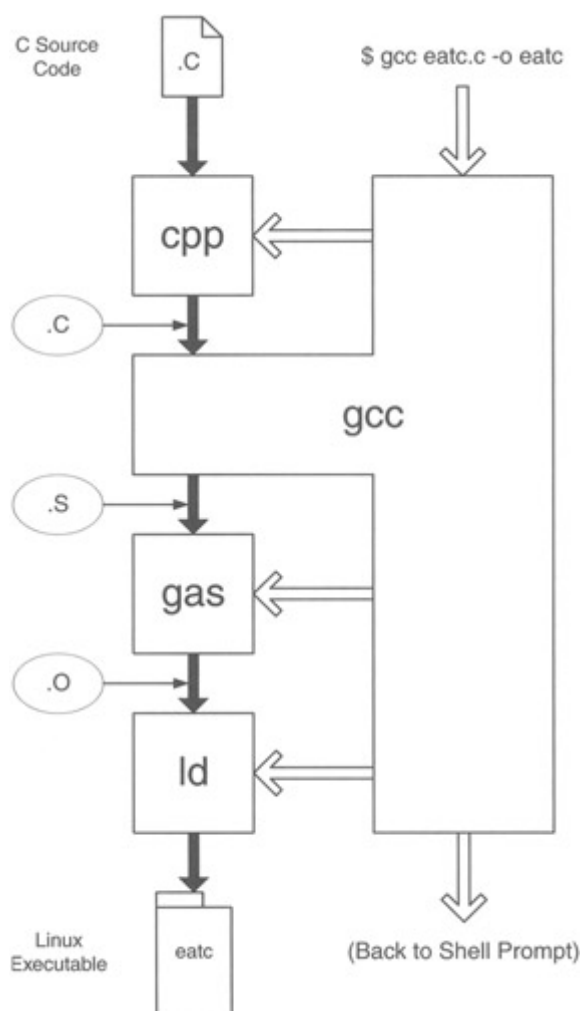 C Source
Code
.C
$ gcc eatc.c -o eatc
cpp
.C
gcc
.S
gas
.O
ld
Linux
Executable
eatc
(Back to Shell Prompt)